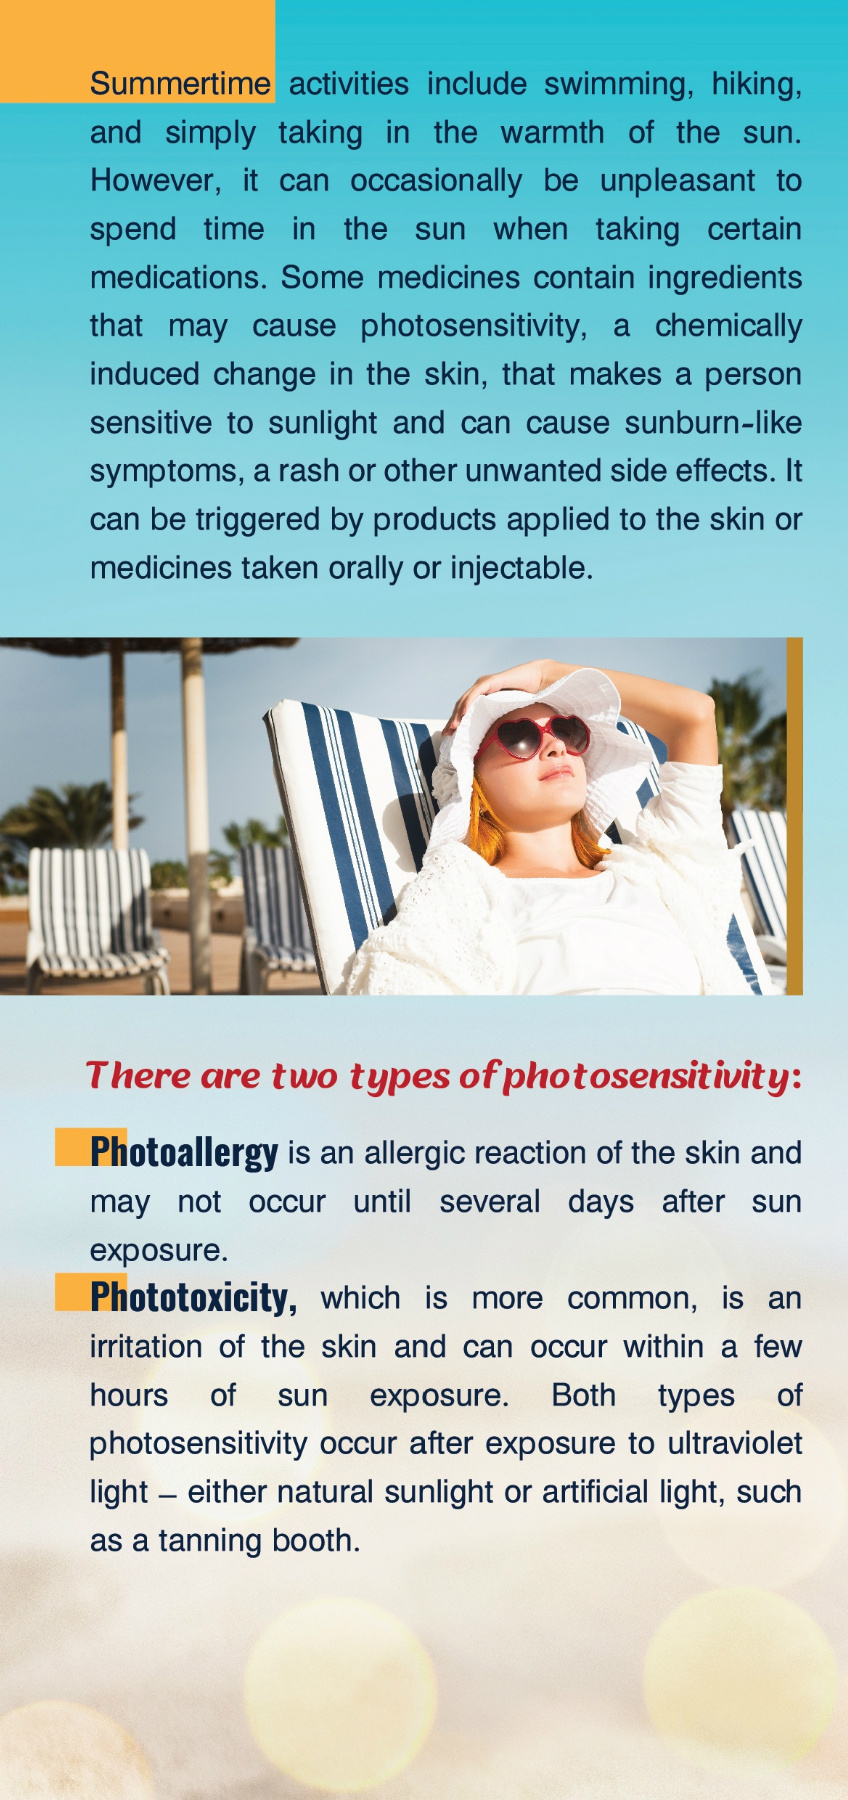 Summertime activities include swimming, hiking,
and simply taking in the warmth of the sun.
However, it can occasionally be unpleasant to
spend time in the sun when taking certain
medications. Some medicines contain ingredients
that may cause photosensitivity, a chemically
induced change in the skin, that makes a person
sensitive to sunlight and can cause sunburn-like
symptoms, a rash or other unwanted side effects. It
can be triggered by products applied to the skin or
medicines taken orally or injectable.
There are two types of photosensitivity:
Photoallergy is an allergic reaction of the skin and
may not occur until several days after sun
exposure.
Phototoxicity, which is more common, is an
irritation of the skin and can occur within a few
hours of sun exposure. Both types of
photosensitivity occur after exposure to ultraviolet
light – either natural sunlight or artificial light, such
as a tanning booth.